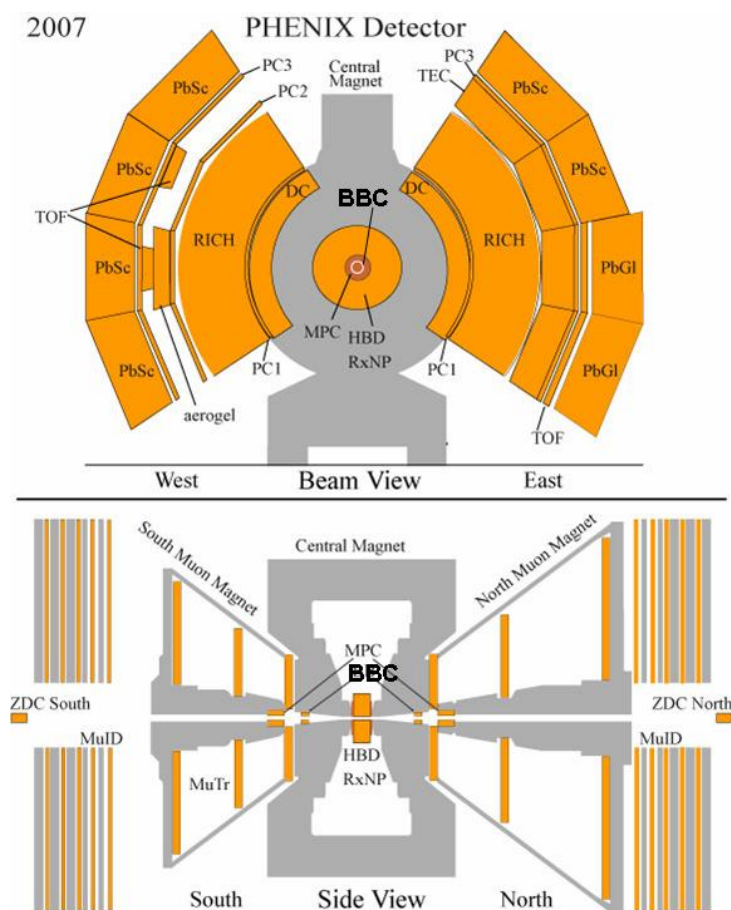 2007 PHENIX Detector
Central
Magnet
PC3
PC2
PbSc
PbSc
TOF
PbSc
PbSc
RICH
DC
BBC
MPC
HBD
RxNP
PC1
aerogel
PC3
TEC
PbSc
PbSc
DC
RICH
PbGl
PbGl
PC1
TOF
West Beam View East
South Muon Magnet
Central Magnet
North Muon Magnet
MPC
BBC
ZDC South
ZDC North
MuID
MuID
HBD
RxNP
MuTr
South Side View North